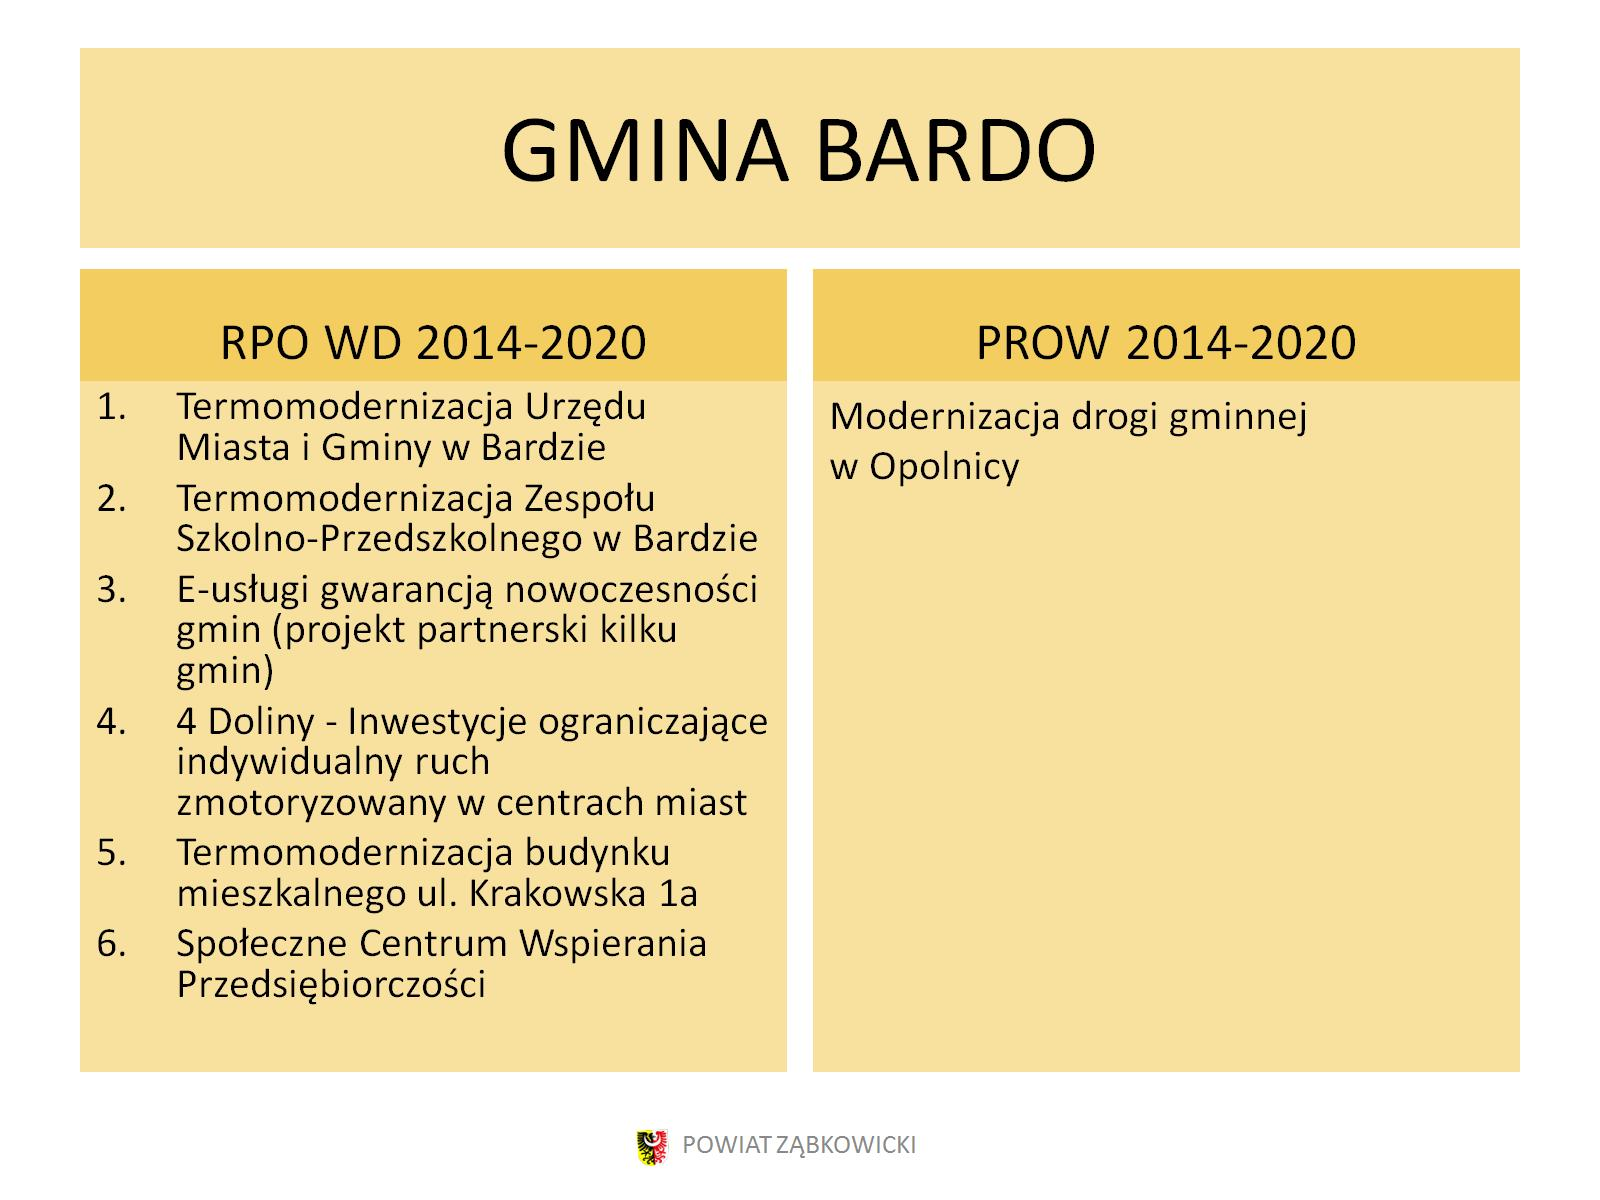 GMINA BARDO
RPO WD 2014-2020
1. Termomodernizacja Urzędu
Miasta i Gminy w Bardzie
2. Termomodernizacja Zespołu
Szkolno-Przedszkolnego w Bardzie
3. E-usługi gwarancją nowoczesności
gmin (projekt partnerski kilku
gmin)
4. 4 Doliny - Inwestycje ograniczające
indywidualny ruch
zmotoryzowany w centrach miast
5. Termomodernizacja budynku
mieszkalnego ul. Krakowska 1a
6. Społeczne Centrum Wspierania
Przedsiębiorczości
PROW 2014-2020
Modernizacja drogi gminnej
w Opolnicy
POWIAT ZĄBKOWICKI